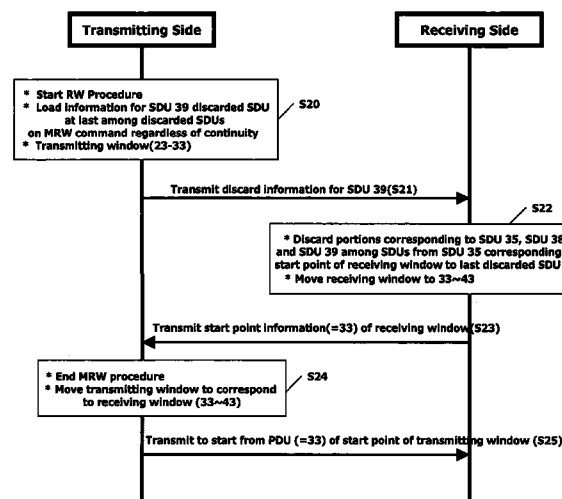 Transmitting Side
Receiving Side
* Start RW Procedure
* Load information for SDU 39 discarded SDU
at last among discarded SDUs
on MRW command regardless of continuity
* Transmitting window(23-33)
S20
Transmit discard information for SDU 39(S21)
S22
* Discard portions corresponding to SDU 35, SDU 38
and SDU 39 among SDUs from SDU 35 corresponding
start point of receiving window to last discarded SDU
* Move receiving window to 33~43
Transmit start point information(=33) of receiving window(S23)
S24
* End MRW procedure
* Move transmitting window to correspond
to receiving window (33~43)
Transmit to start from PDU (=33) of start point of transmitting window (S25)